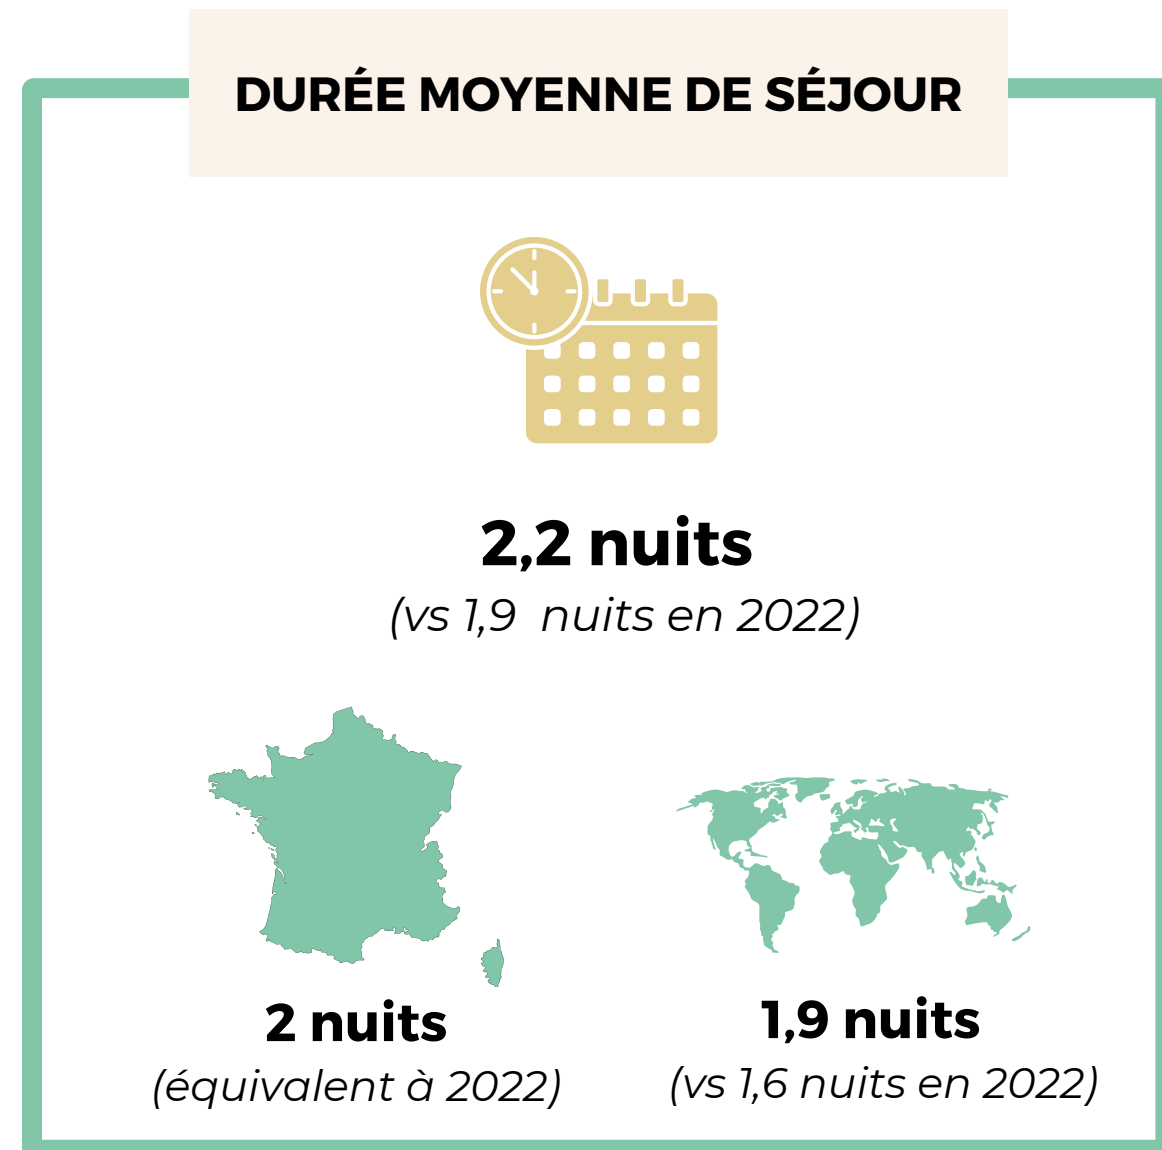 DURÉE MOYENNE DE SÉJOUR
2,2 nuits
(vs 1,9 nuits en 2022)
2 nuits
(équivalent à 2022)
1,9 nuits
(vs 1,6 nuits en 2022)